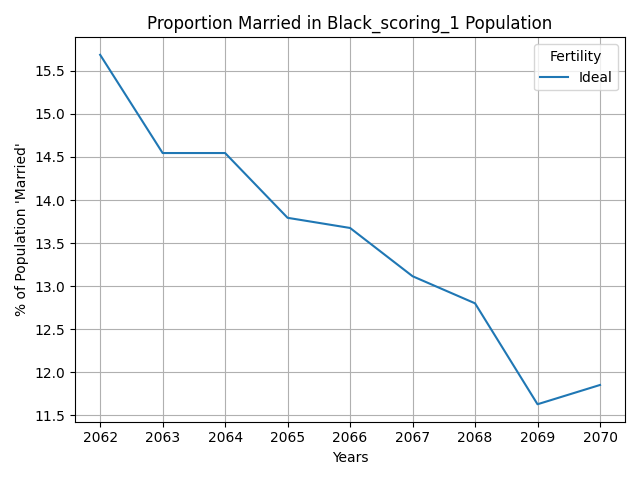 Proportion Married in Black_scoring_1 Population
Fertility
Ideal
% of Population 'Married'
15.5
15.0
14.5
14.0
13.5
13.0
12.5
12.0
11.5
2062 2063 2064 2065 2066 2067 2068 2069 2070
Years